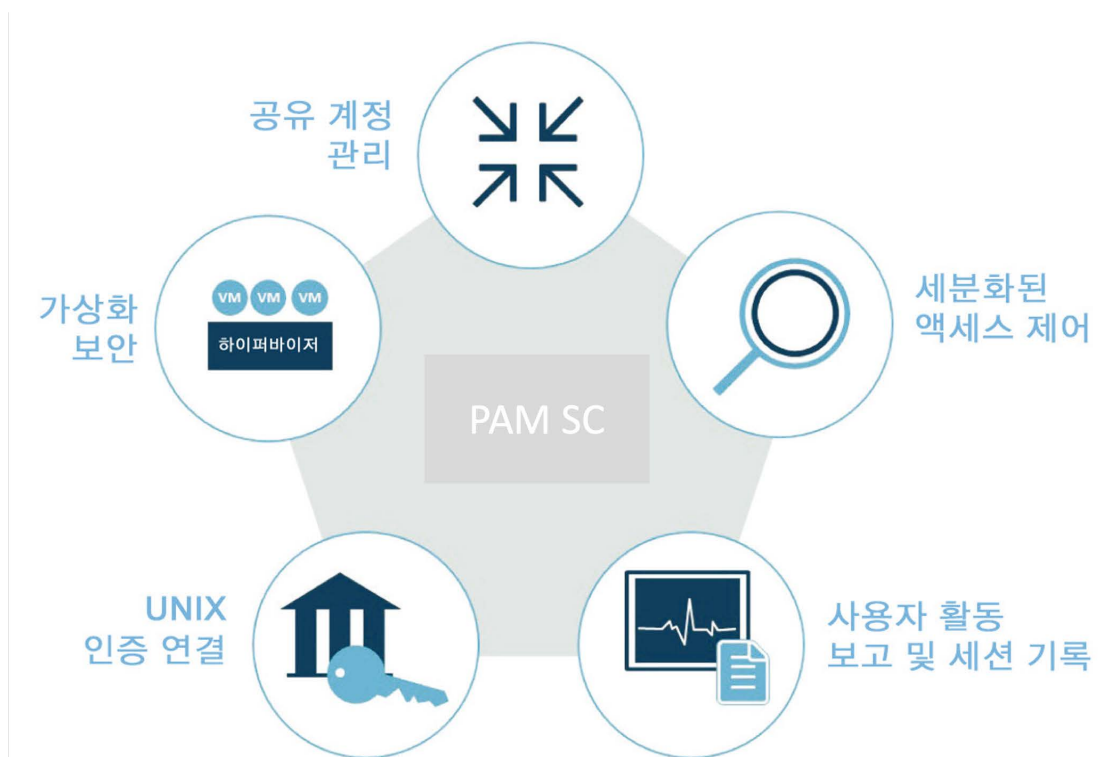 공유 계정
관리
가상화
보안
VM VM VM
하이퍼바이저
세분화된
액세스 제어
PAM SC
UNIX
인증 연결
사용자 활동
보고 및 세션 기록